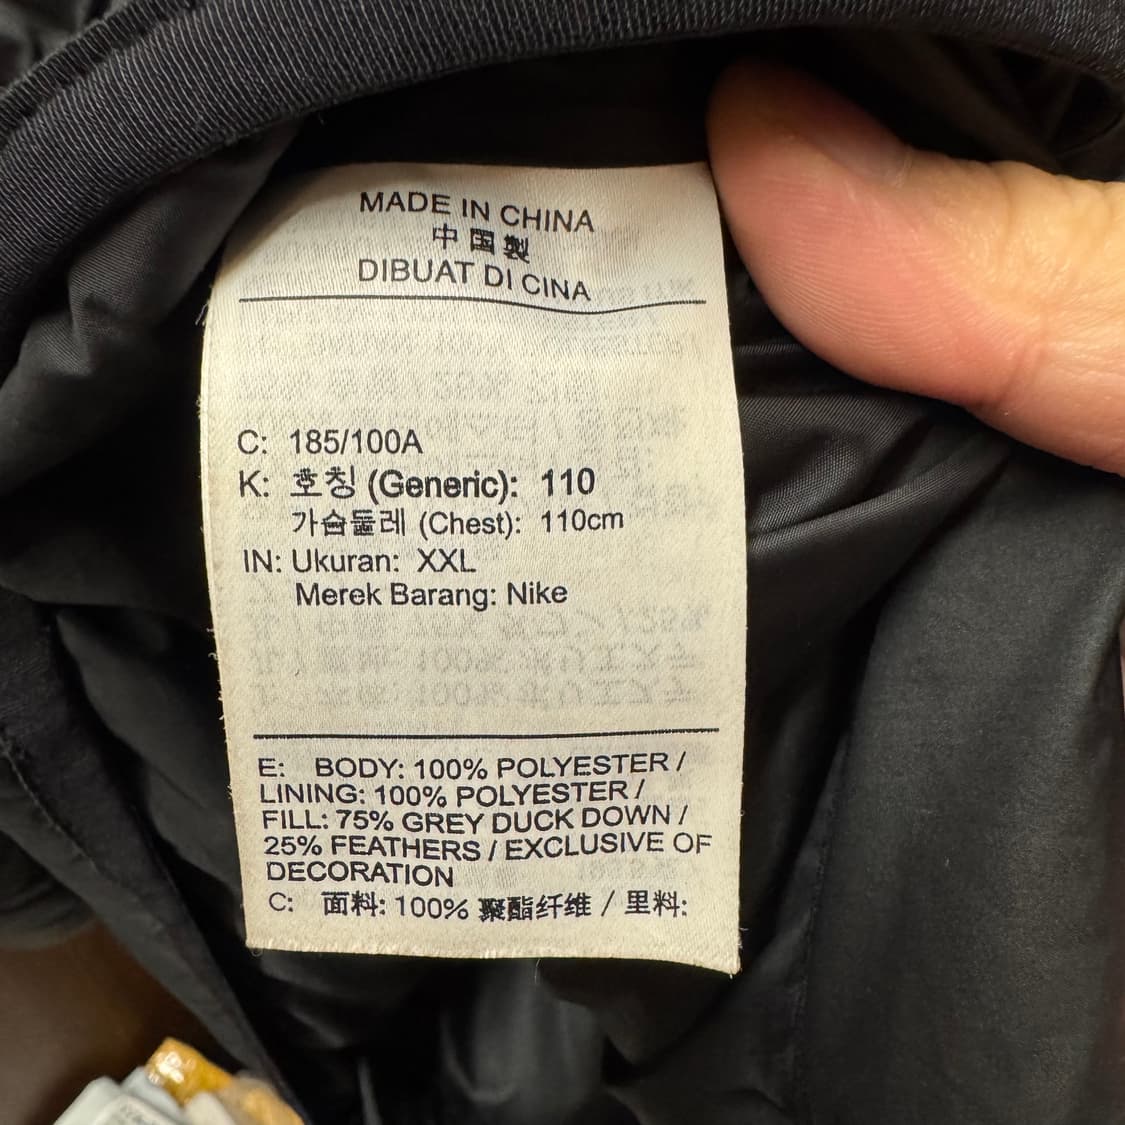 MADE IN CHINA
中国製
DIBUAT DI CINA
C: 185/100A
K: 호칭 (Generic): 110
가슴둘레 (Chest): 110cm
IN: Ukuran: XXL
Merek Barang: Nike
E: BODY: 100% POLYESTER /
LINING: 100% POLYESTER /
FILL: 75% GREY DUCK DOWN /
25% FEATHERS / EXCLUSIVE OF
DECORATION
C: 面料: 100% 聚酯纤维 / 里料: